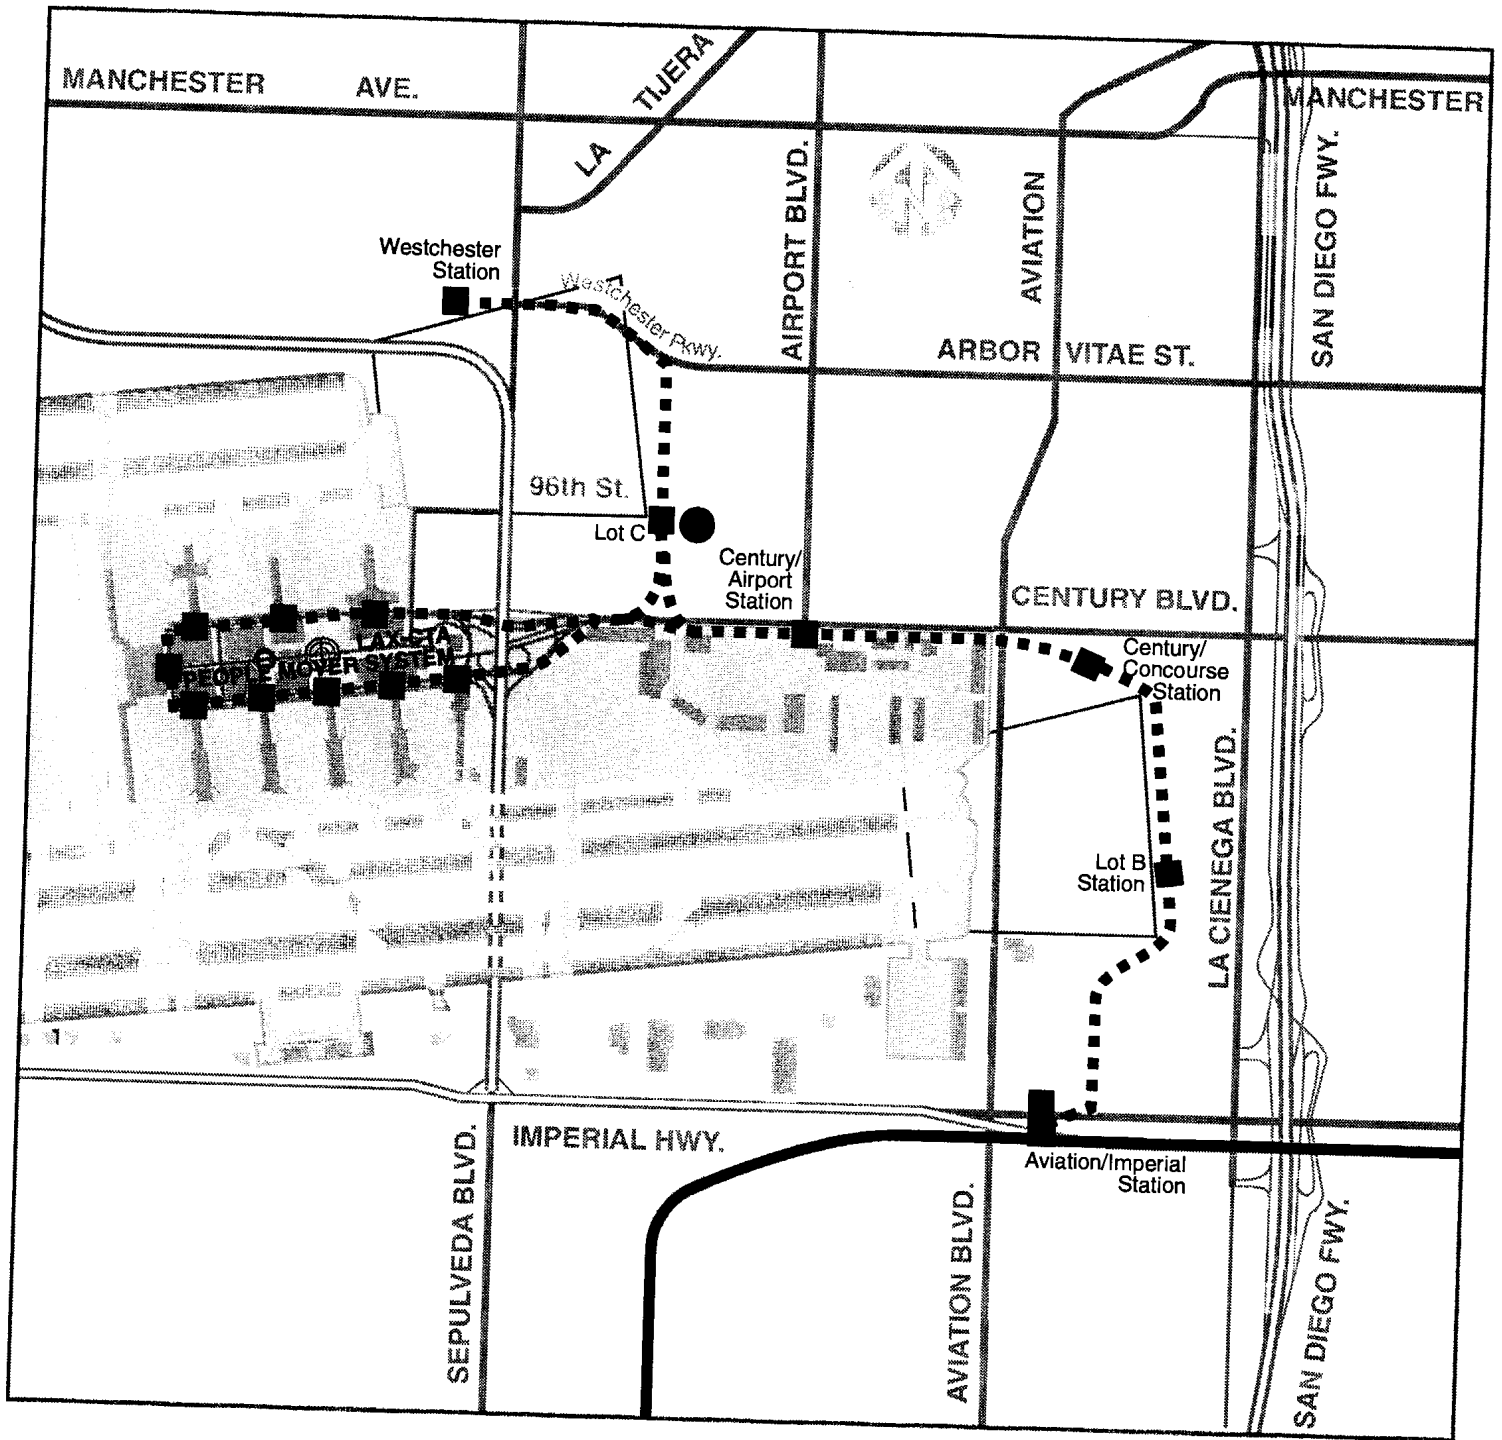 MANCHESTER AVE.
LA TIJERA
MANCHESTER
AIRPORT BLVD.
AVIATION
SAN DIEGO FWY.
N
Westchester
Station
Westchester Pkwy.
ARBOR VITAE ST.
96th St.
Lot C
Century/
Airport
Station
CENTURY BLVD.
LAX-CTA
PEOPLE MOVER SYSTEM
Century/
Concourse
Station
LA CIENEGA BLVD.
Lot B
Station
IMPERIAL HWY.
Aviation/Imperial
Station
SEPULVEDA BLVD.
AVIATION BLVD.
SAN DIEGO FWY.